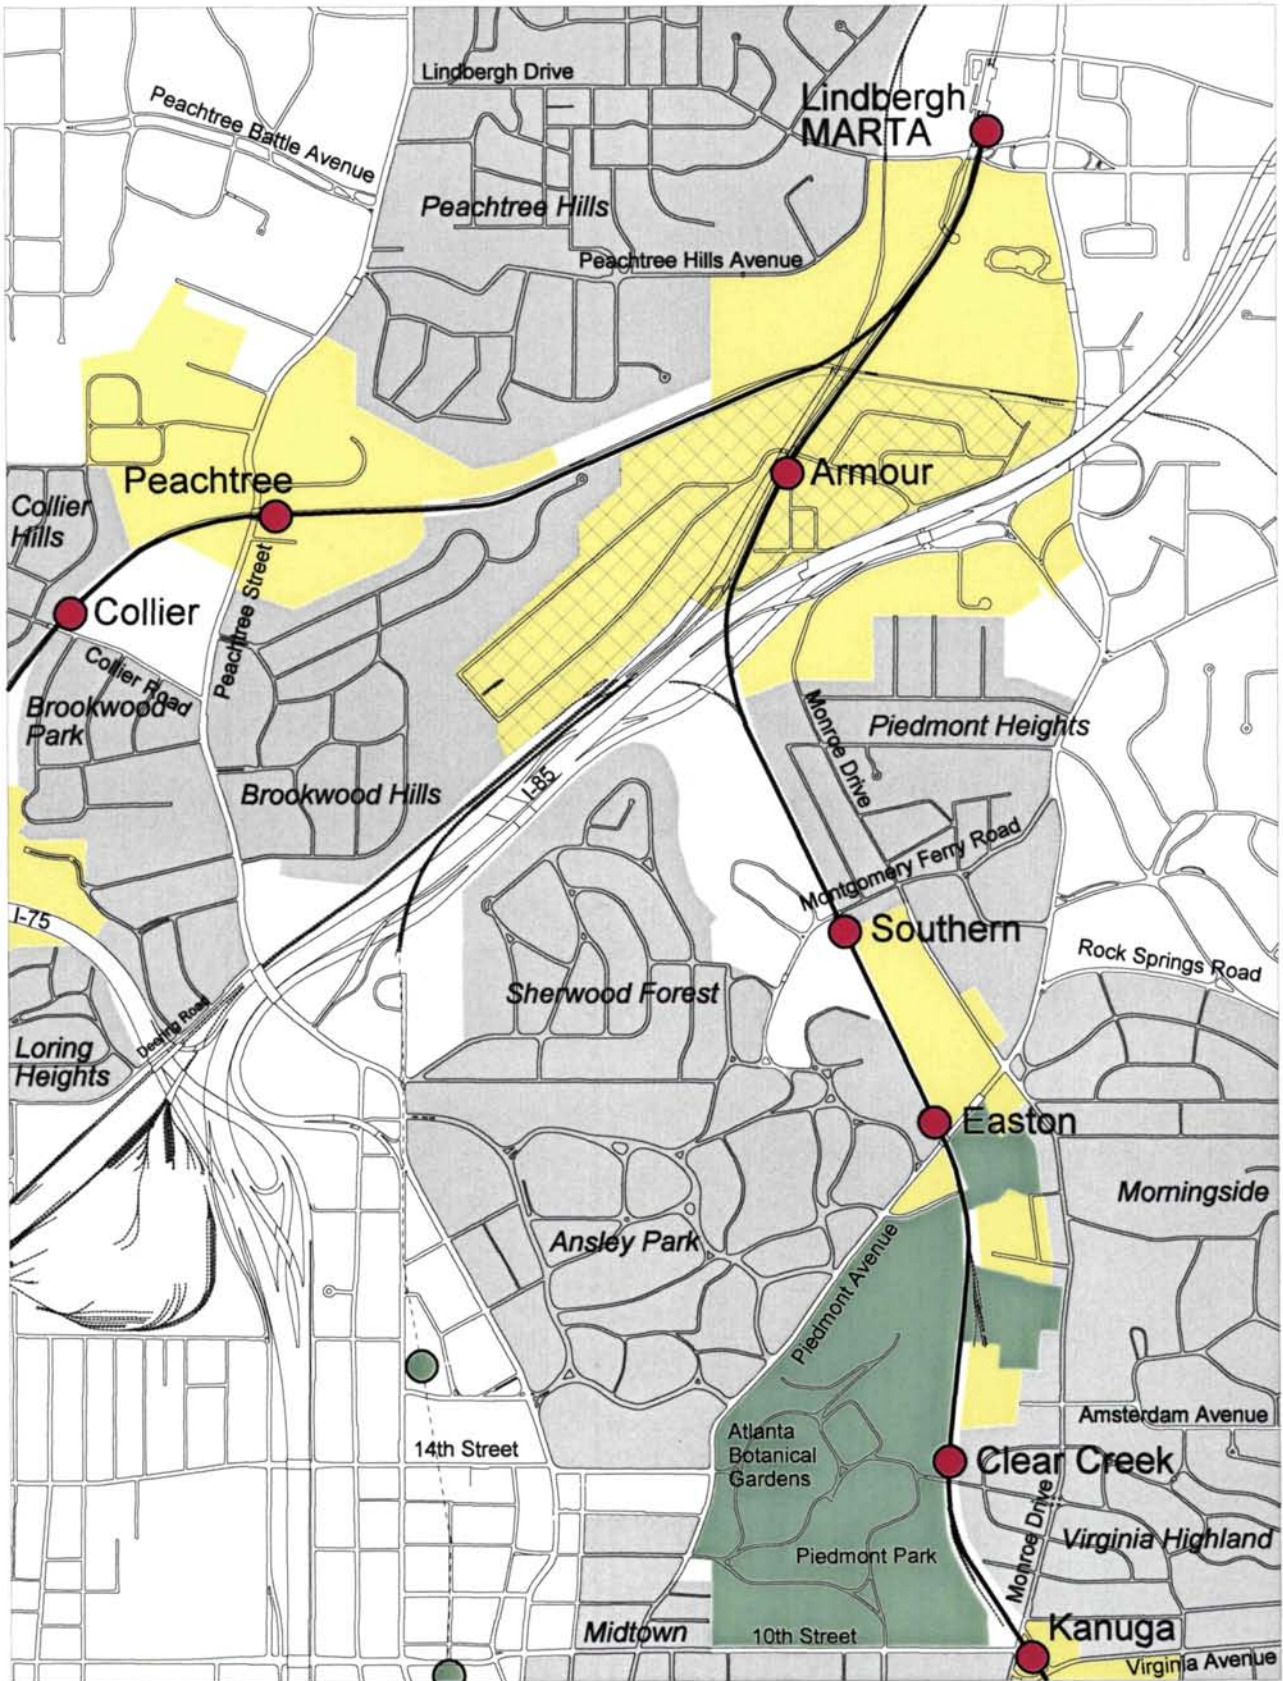 Lindbergh Drive
Lindbergh
MARTA
Peachtree Battle Avenue
Peachtree Hills
Peachtree Hills Avenue
Peachtree
Armour
Collier
Hills
Collier
Peachtree Street
Collier Road
Brookwood
Park
Monroe Drive
Piedmont Heights
I-85
Brookwood Hills
Montgomery Ferry Road
I-75
Southern
Rock Springs Road
Sherwood Forest
Deering Road
Loring
Heights
Easton
Morningside
Ansley Park
Piedmont Avenue
Amsterdam Avenue
Atlanta
Botanical
Gardens
14th Street
Clear Creek
Monroe Drive
Virginia Highland
Piedmont Park
Midtown
10th Street
Kanuga
Virginia Avenue